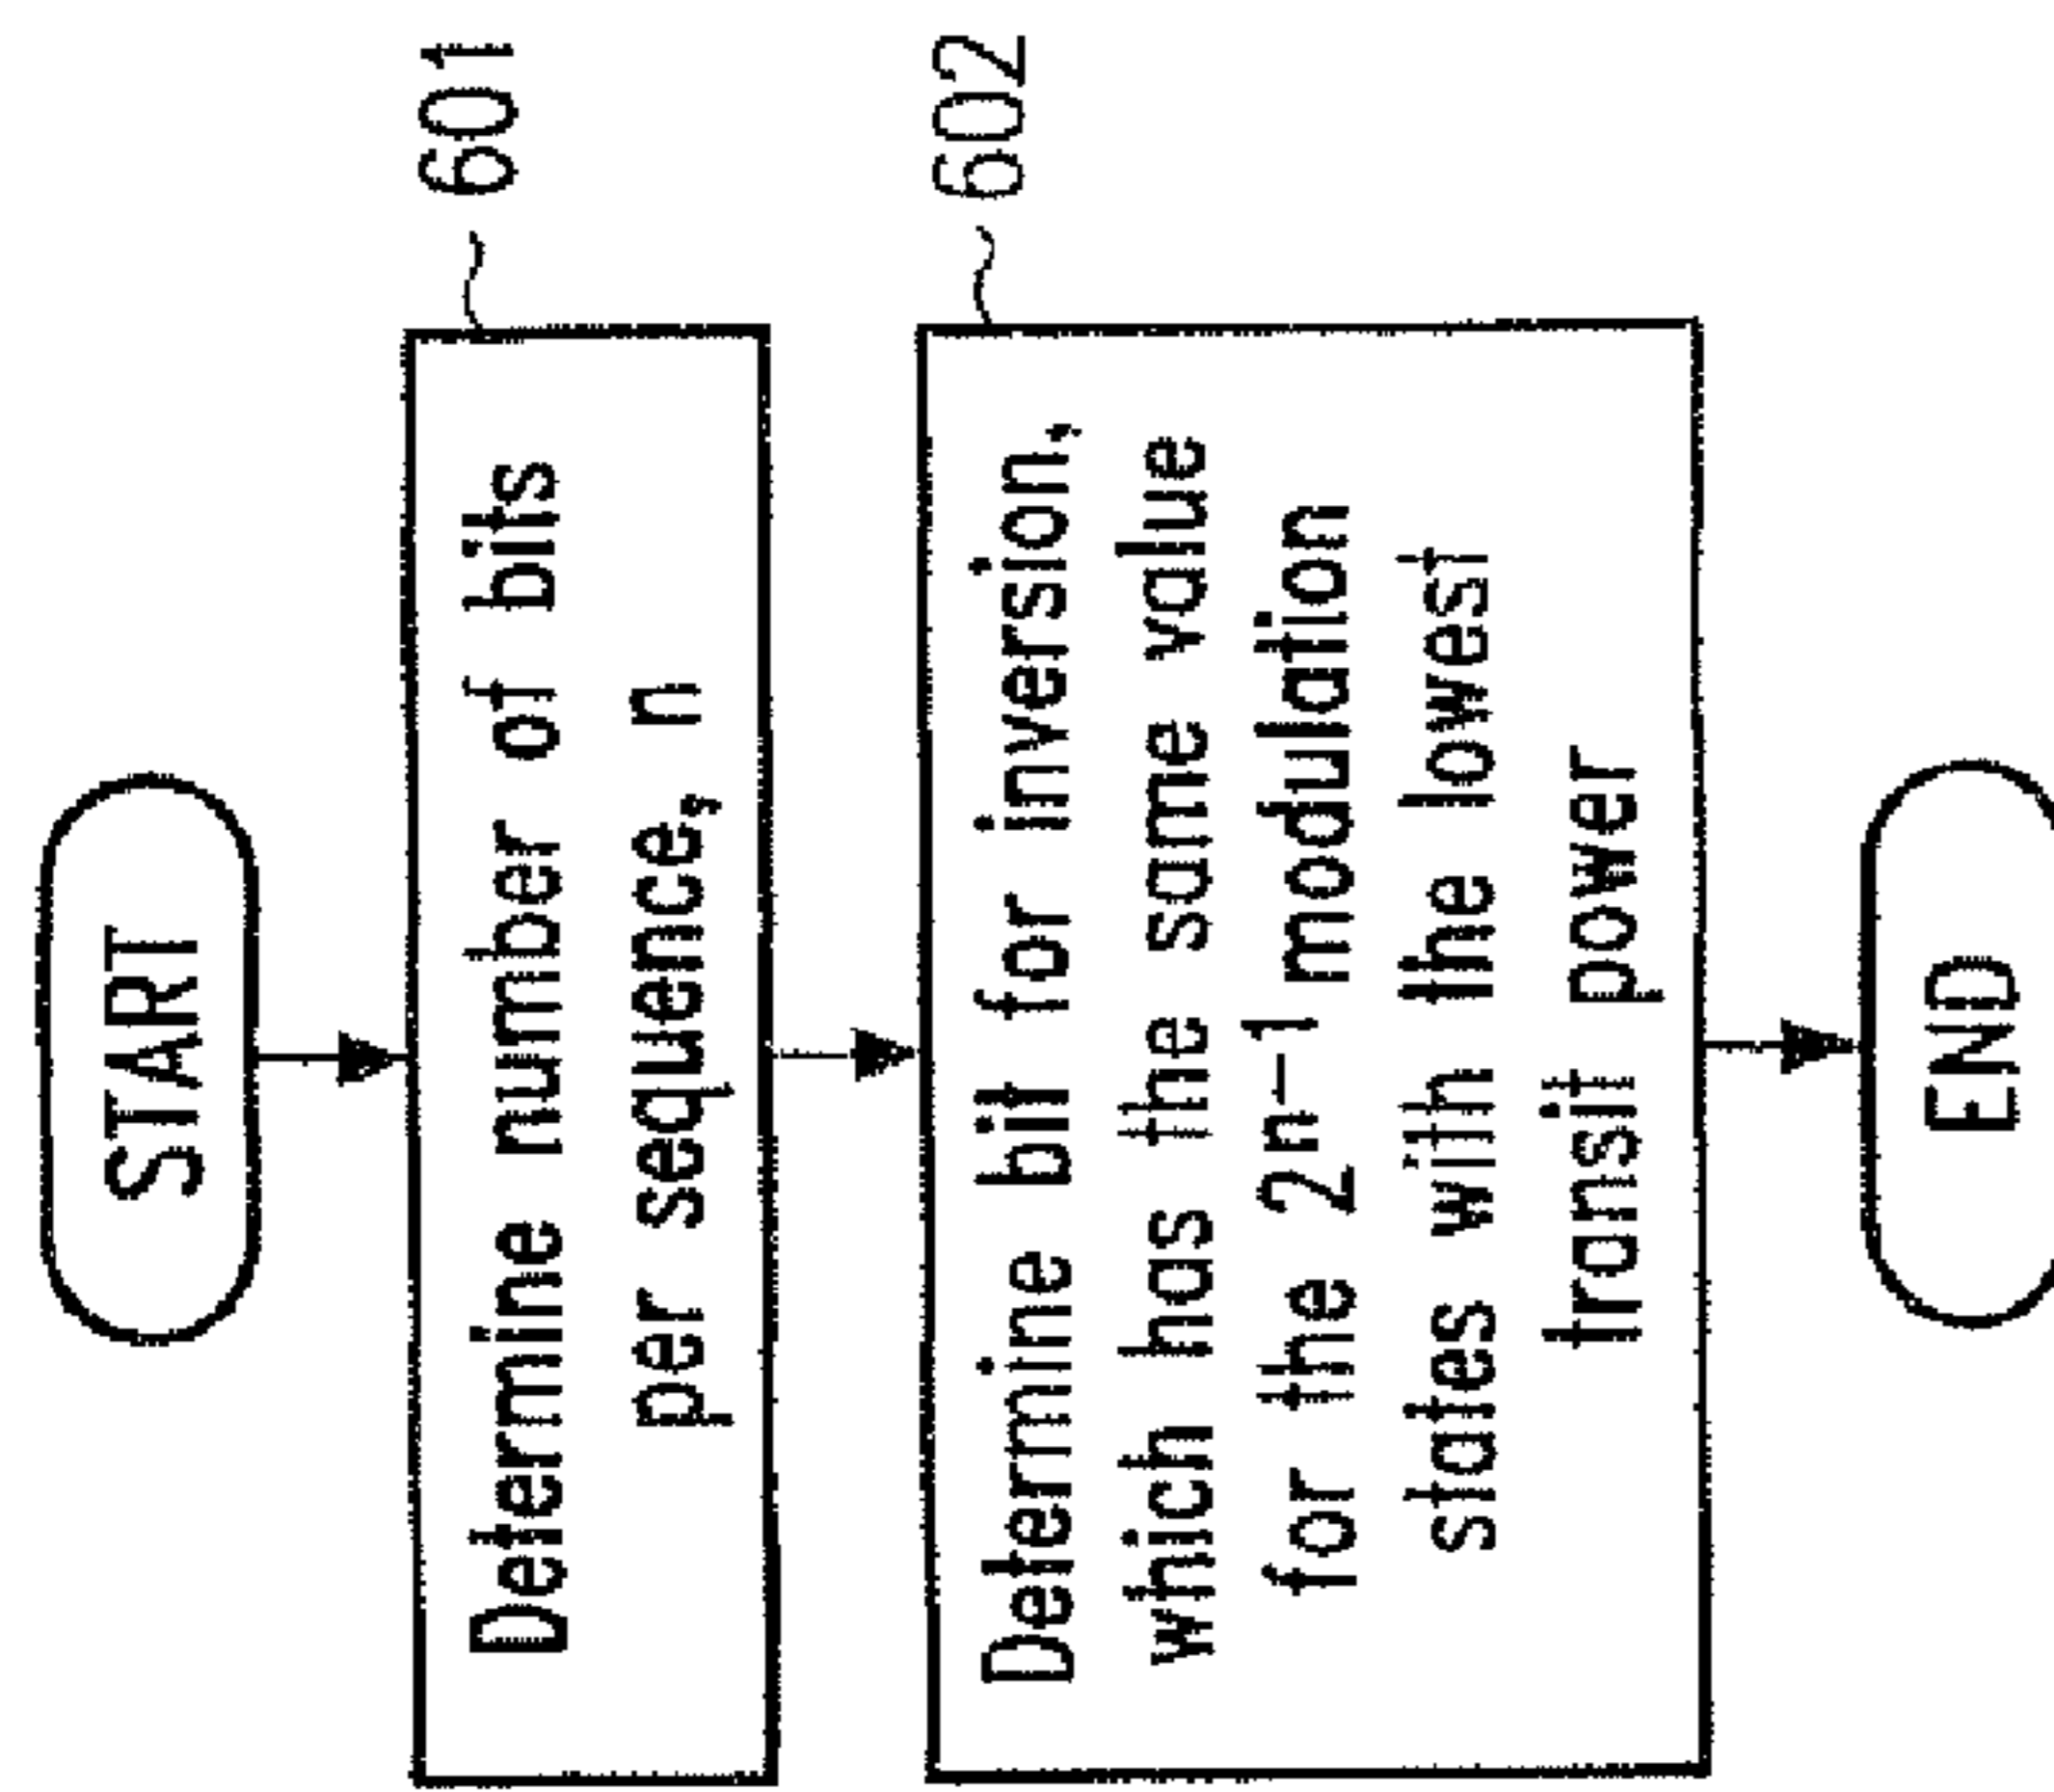 START
601
Determine number of bits
per sequence, n
602
Determine bit for inversion,
which has the same value
for the 2n-1 modulation
states with the lowest
transit power
END